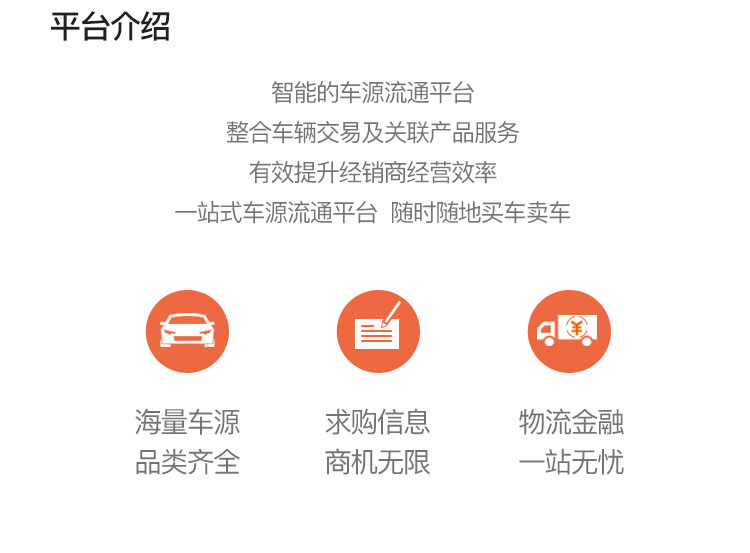 平台介绍
智能的车源流通平台
整合车辆交易及关联产品服务
有效提升经销商经营效率
一站式车源流通平台 随时随地买车卖车
¥
海量车源
品类齐全
求购信息
商机无限
物流金融
一站无忧